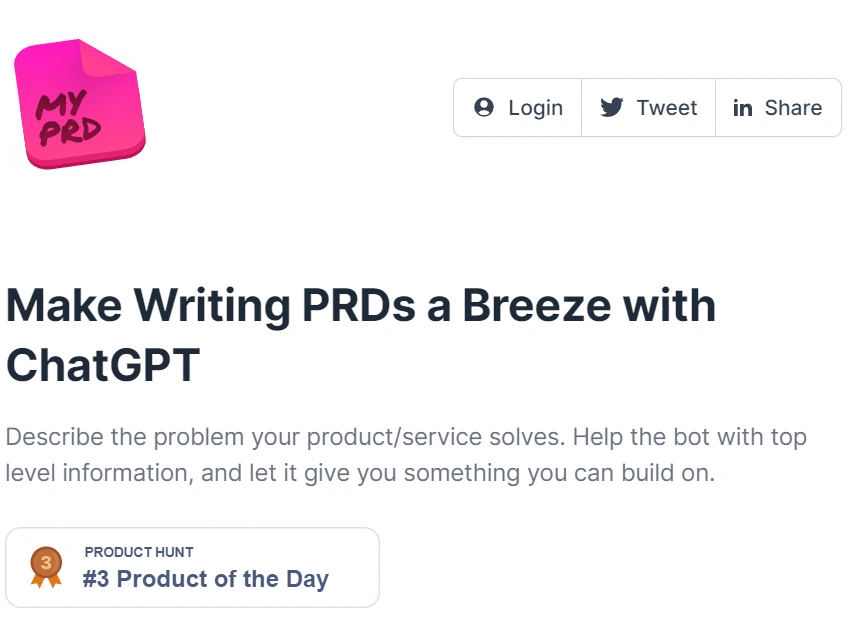 MY
PRD
Login
Tweet
in Share
Make Writing PRDs a Breeze with
ChatGPT
Describe the problem your product/service solves. Help the bot with top
level information, and let it give you something you can build on.
3
PRODUCT HUNT
#3 Product of the Day